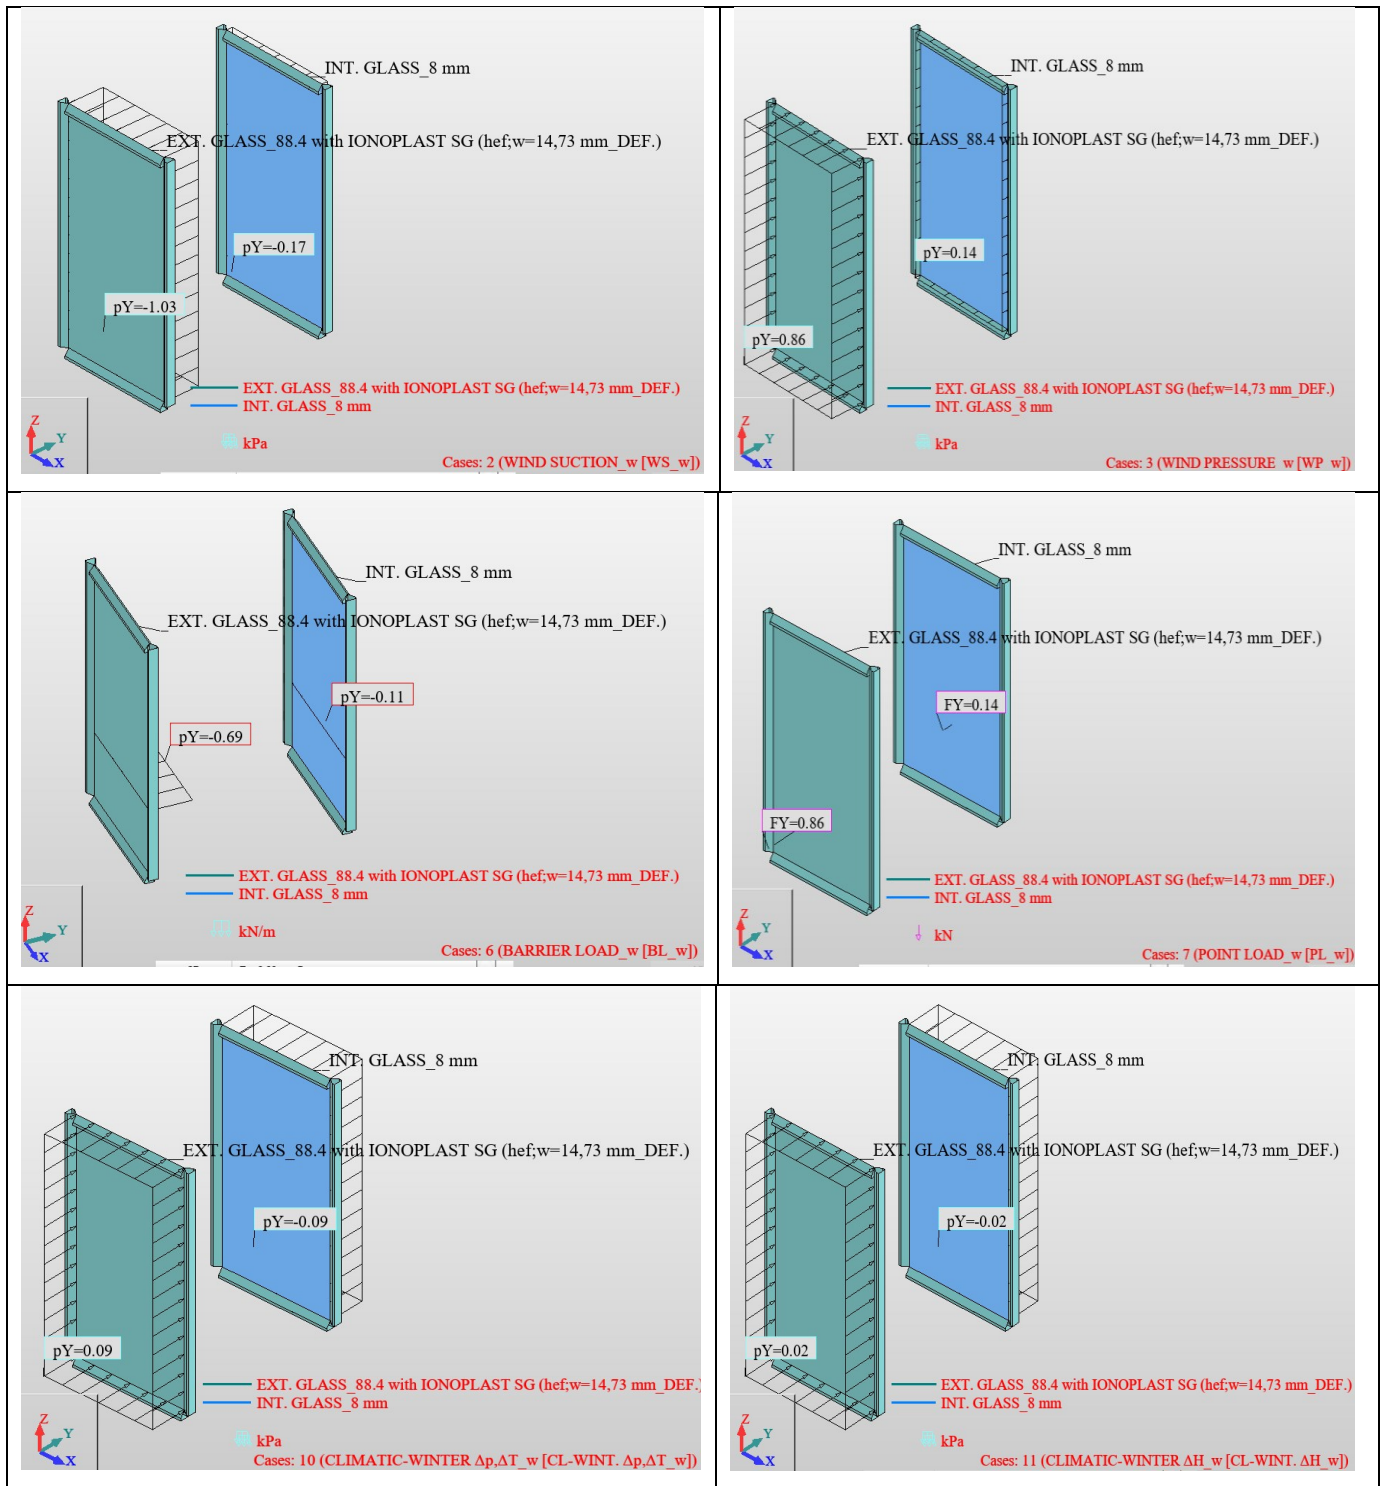 INT. GLASS_8 mm
EXT. GLASS_88.4 with IONOPLAST SG (hef;w=14,73 mm_DEF.)
pY=-0.17
pY=-1.03
EXT. GLASS_88.4 with IONOPLAST SG (hef;w=14,73 mm_DEF.)
INT. GLASS_8 mm
Z
Y
X
kPa
Cases: 2 (WIND SUCTION_w [WS_w])
INT. GLASS_8 mm
EXT. GLASS_88.4 with IONOPLAST SG (hef;w=14,73 mm_DEF.)
pY=0.14
pY=0.86
EXT. GLASS_88.4 with IONOPLAST SG (hef;w=14,73 mm_DEF.)
INT. GLASS_8 mm
Z
Y
X
kPa
Cases: 3 (WIND PRESSURE_w [WP_w])
INT. GLASS_8 mm
EXT. GLASS_88.4 with IONOPLAST SG (hef;w=14,73 mm_DEF.)
pY=-0.11
pY=-0.69
EXT. GLASS_88.4 with IONOPLAST SG (hef;w=14,73 mm_DEF.)
INT. GLASS_8 mm
Z
Y
X
kN/m
Cases: 6 (BARRIER LOAD_w [BL_w])
INT. GLASS_8 mm
EXT. GLASS_88.4 with IONOPLAST SG (hef;w=14,73 mm_DEF.)
FY=0.14
FY=0.86
EXT. GLASS_88.4 with IONOPLAST SG (hef;w=14,73 mm_DEF.)
INT. GLASS_8 mm
Z
Y
X
kN
Cases: 7 (POINT LOAD_w [PL_w])
INT. GLASS_8 mm
EXT. GLASS_88.4 with IONOPLAST SG (hef;w=14,73 mm_DEF.)
pY=-0.09
pY=0.09
EXT. GLASS_88.4 with IONOPLAST SG (hef;w=14,73 mm_DEF.)
INT. GLASS_8 mm
Z
Y
X
kPa
Cases: 10 (CLIMATIC-WINTER Δp,ΔT_w [CL-WINT. Δp,ΔT_w])
INT. GLASS_8 mm
EXT. GLASS_88.4 with IONOPLAST SG (hef;w=14,73 mm_DEF.)
pY=-0.02
pY=0.02
EXT. GLASS_88.4 with IONOPLAST SG (hef;w=14,73 mm_DEF.)
INT. GLASS_8 mm
Z
Y
X
kPa
Cases: 11 (CLIMATIC-WINTER ΔH_w [CL-WINT. ΔH_w])